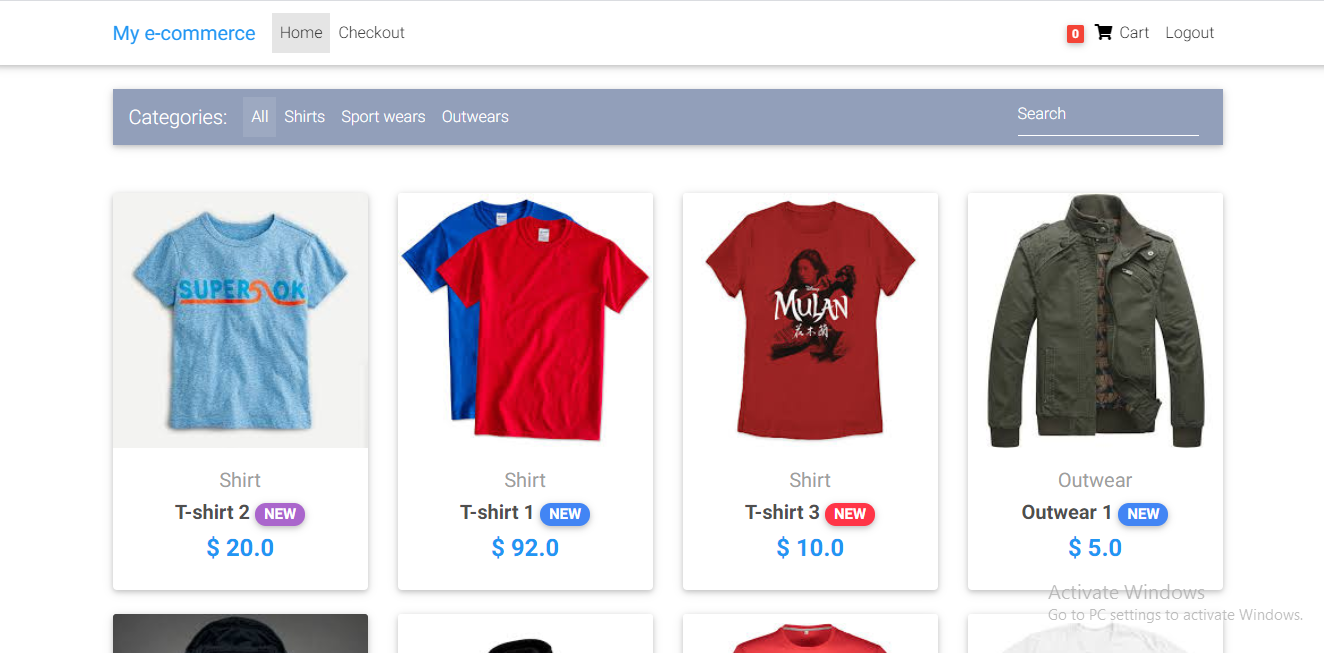 My e-commerce Home Checkout 0 Cart Logout
Categories: All Shirts Sport wears Outwears Search
SUPER OK
Disney
MULAN
花木蘭
Shirt Shirt Shirt Outwear
T-shirt 2 NEW T-shirt 1 NEW T-shirt 3 NEW Outwear 1 NEW
$ 20.0 $ 92.0 $ 10.0 $ 5.0
Activate Windows
Go to PC settings to activate Windows.